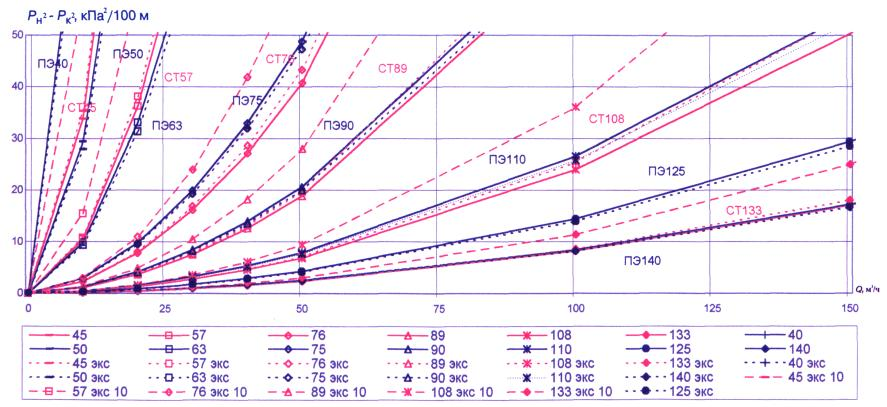 Pн² - Pк², кПа²/100 м
50
40
30
20
10
0
0
25
50
75
100
125
150
Q, м³/ч
ПЭ40
ПЭ50
СТ57
СТ76
СТ89
ПЭ63
ПЭ75
ПЭ90
СТ108
ПЭ110
ПЭ125
СТ133
ПЭ140
45 57 76 89 108 133 40
50 63 75 90 110 125 140
45 экс 57 экс 76 экс 89 экс 108 экс 133 экс 40 экс
50 экс 63 экс 75 экс 90 экс 110 экс 140 экс 45 экс 10
57 экс 10 76 экс 10 89 экс 10 108 экс 10 133 экс 10 125 экс